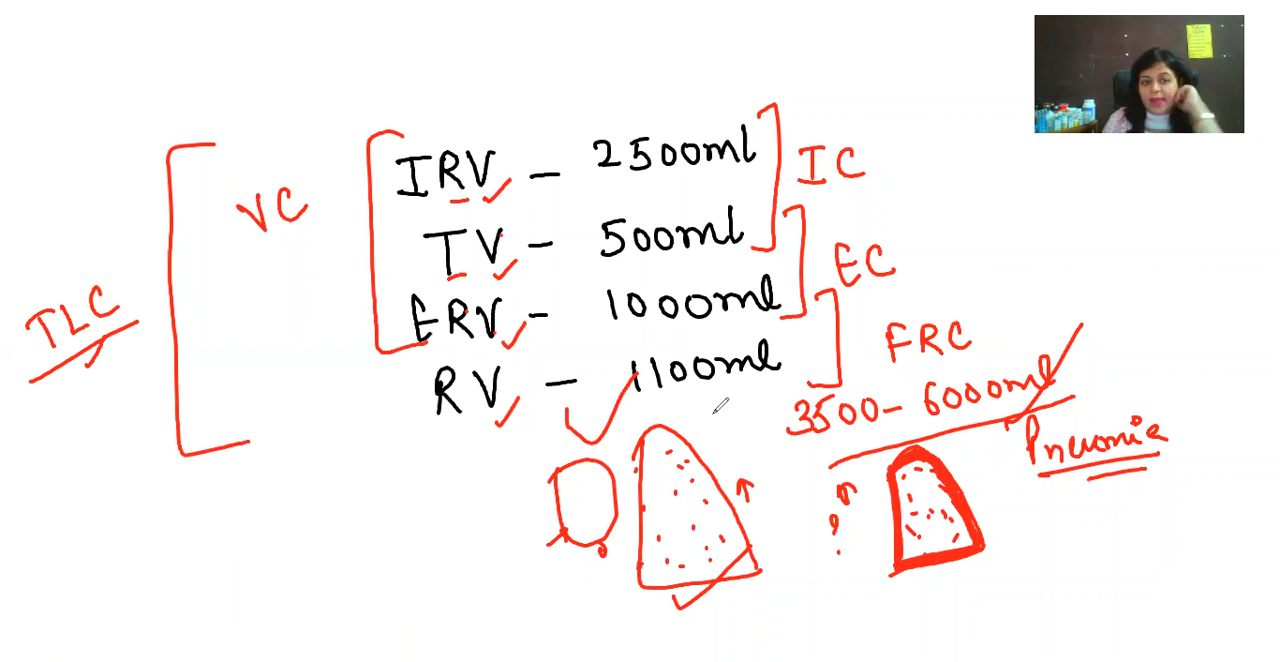 IRV - 2500ml
IC
VC
TV - 500ml
EC
TLC
ERV - 1000ml
FRC
RV - 1100ml
3500 - 6000ml
Pneumonia
?